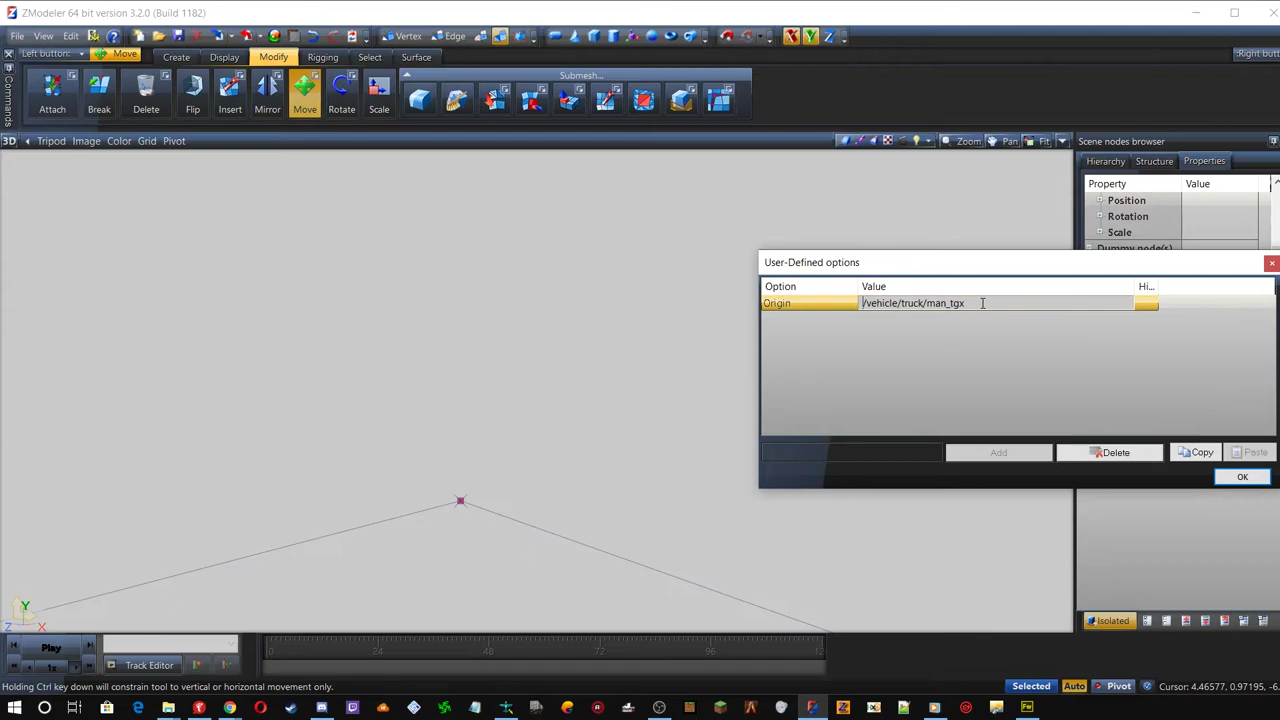 ZModeler 64 bit version 3.2.0 (Build 1182)
File View Edit Vertex Edge X Y Z
Left button: Move Create Display Modify Rigging Select Surface Right button
Commands
Submesh...
Attach Break Delete Flip Insert Mirror Move Rotate Scale
3D Tripod Image Color Grid Pivot Zoom Pan Fit Scene nodes browser
Hierarchy Structure Properties
Property Value
Position
Rotation
Scale
Dummy node(s)
User-Defined options
Option Value Hi...
Origin /vehicle/truck/man_tgx
Add Delete Copy Paste
OK
Y
Z X
Isolated
Play
0 24 48 72 96 12
1x Track Editor
Holding Ctrl key down will constrain tool to vertical or horizontal movement only. Selected Auto Pivot Cursor: 4.46577, 0.97195, -6.